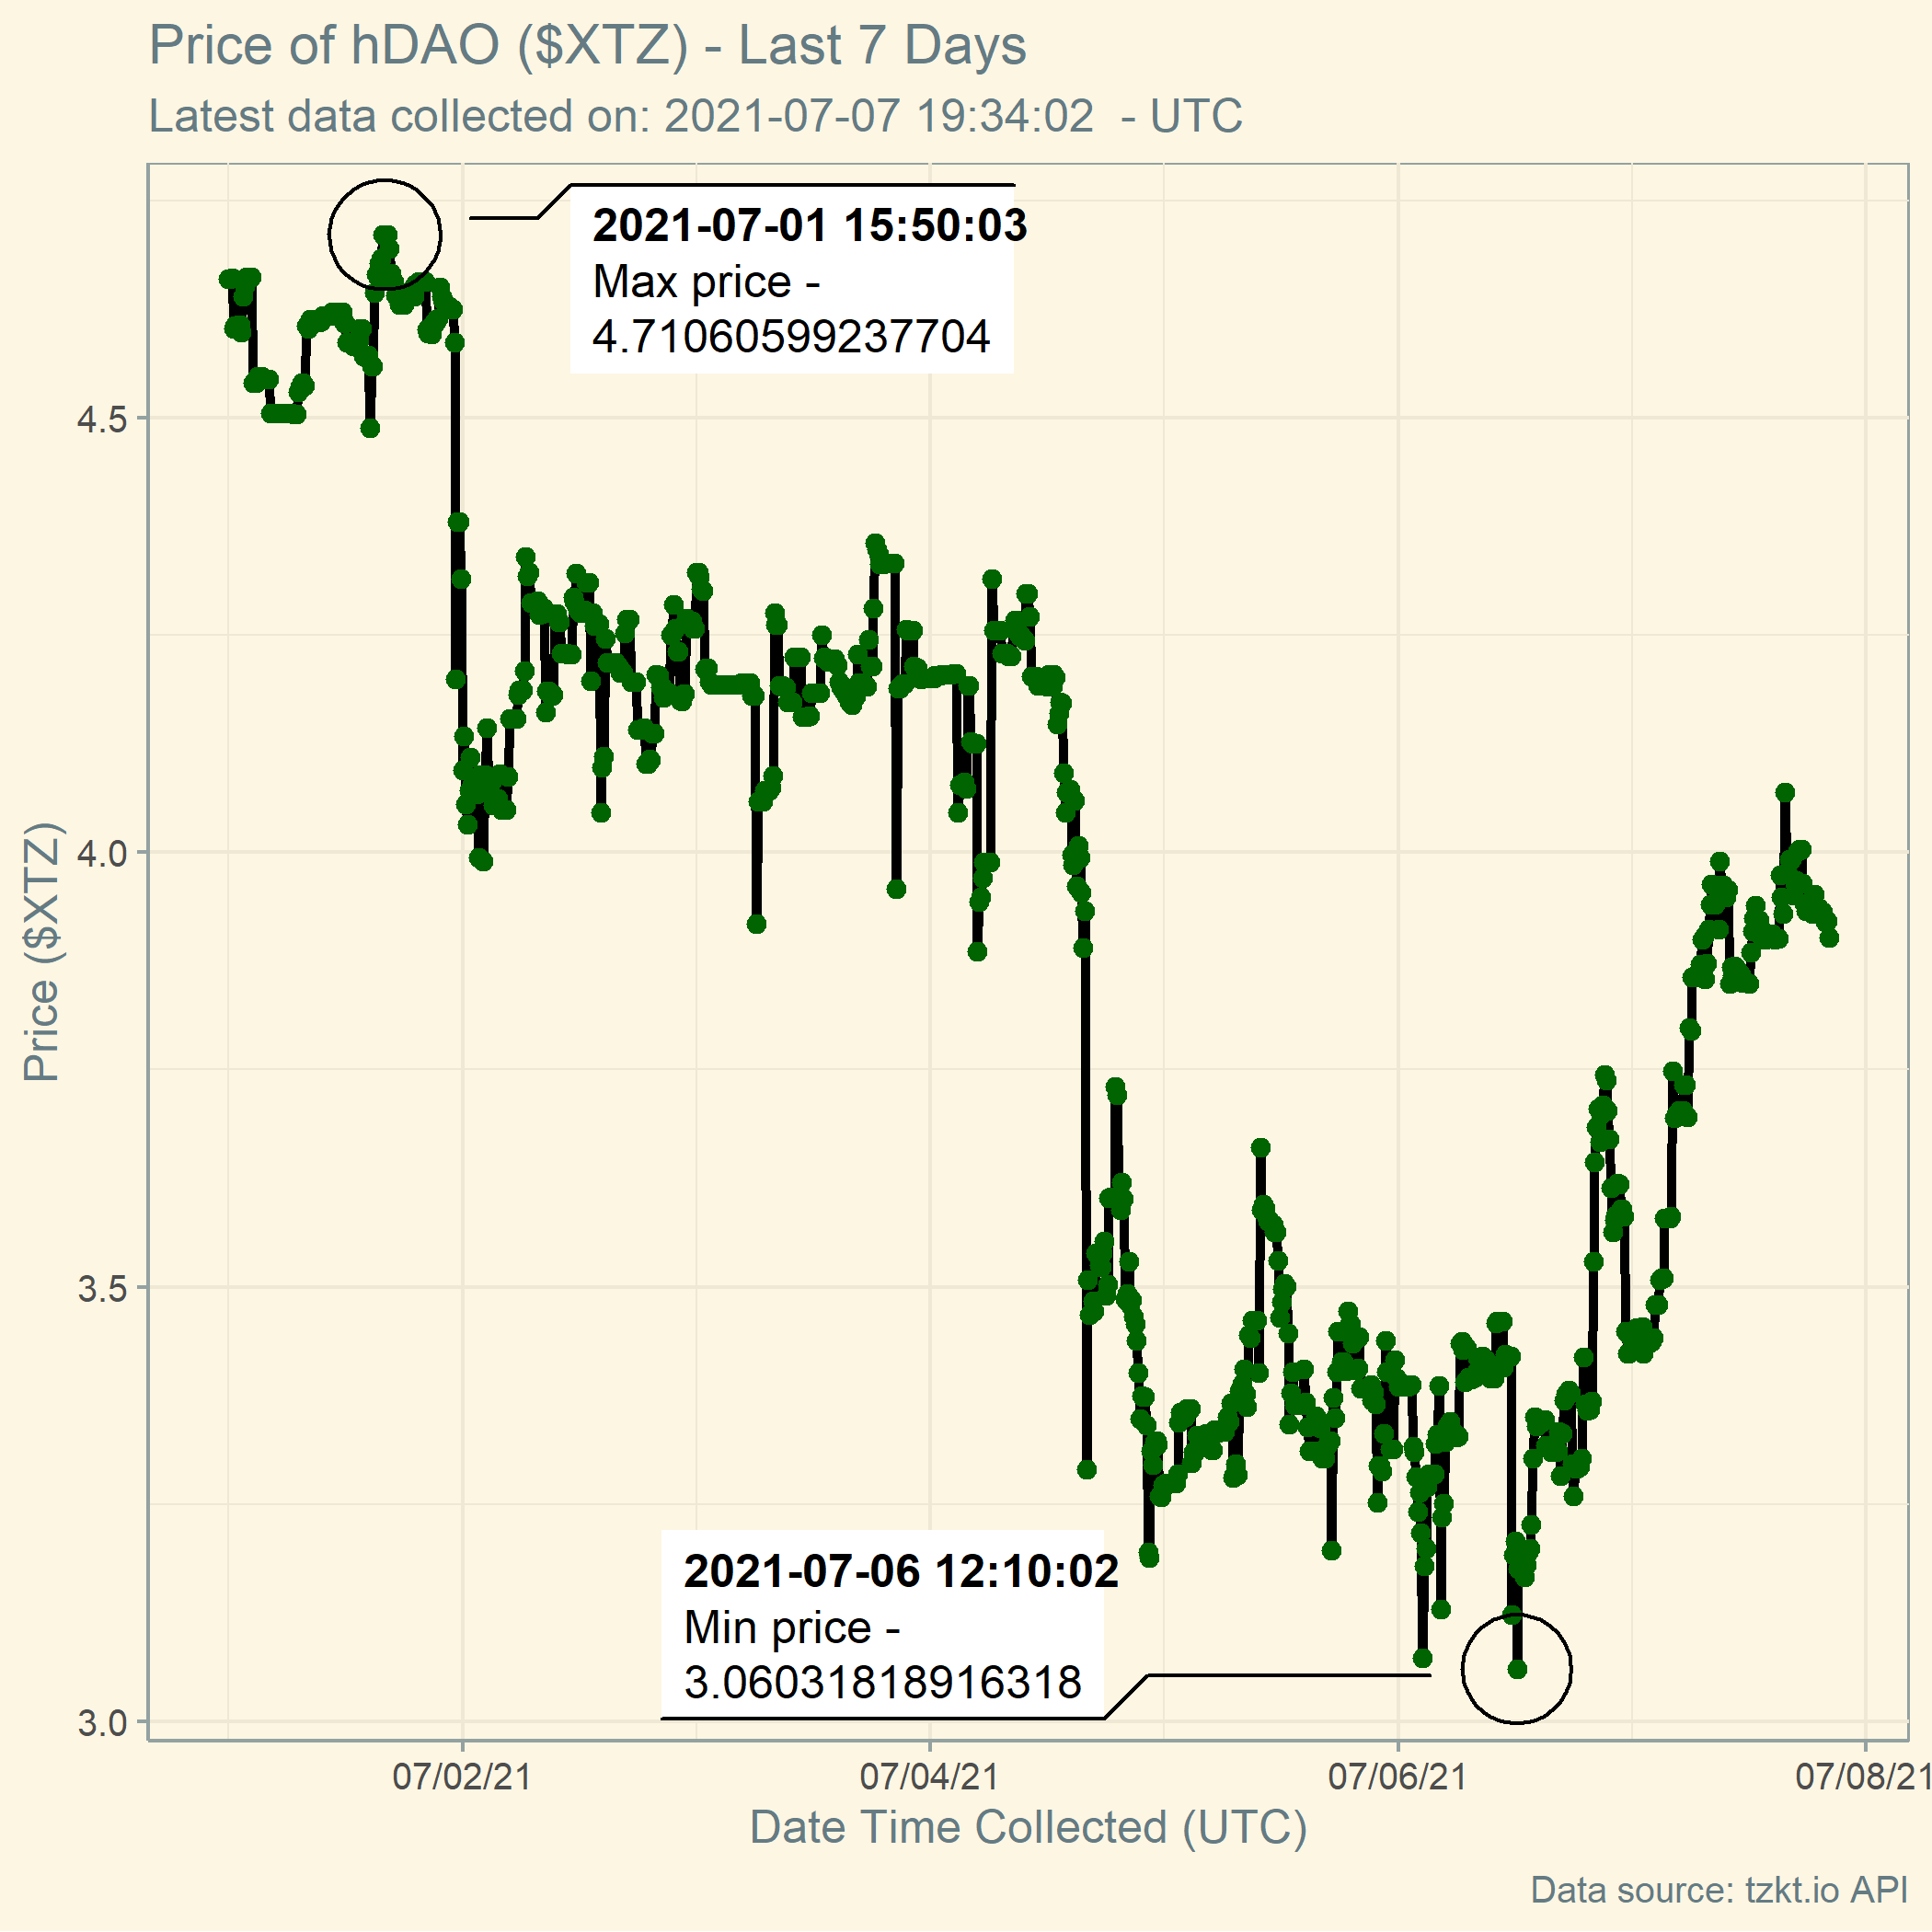 Price of hDAO ($XTZ) - Last 7 Days
Latest data collected on: 2021-07-07 19:34:02  - UTC
2021-07-01 15:50:03
Max price -
4.71060599237704
4.5
4.0
3.5
3.0
Price ($XTZ)
2021-07-06 12:10:02
Min price -
3.06031818916318
07/02/21
07/04/21
07/06/21
07/08/21
Date Time Collected (UTC)
Data source: tzkt.io API